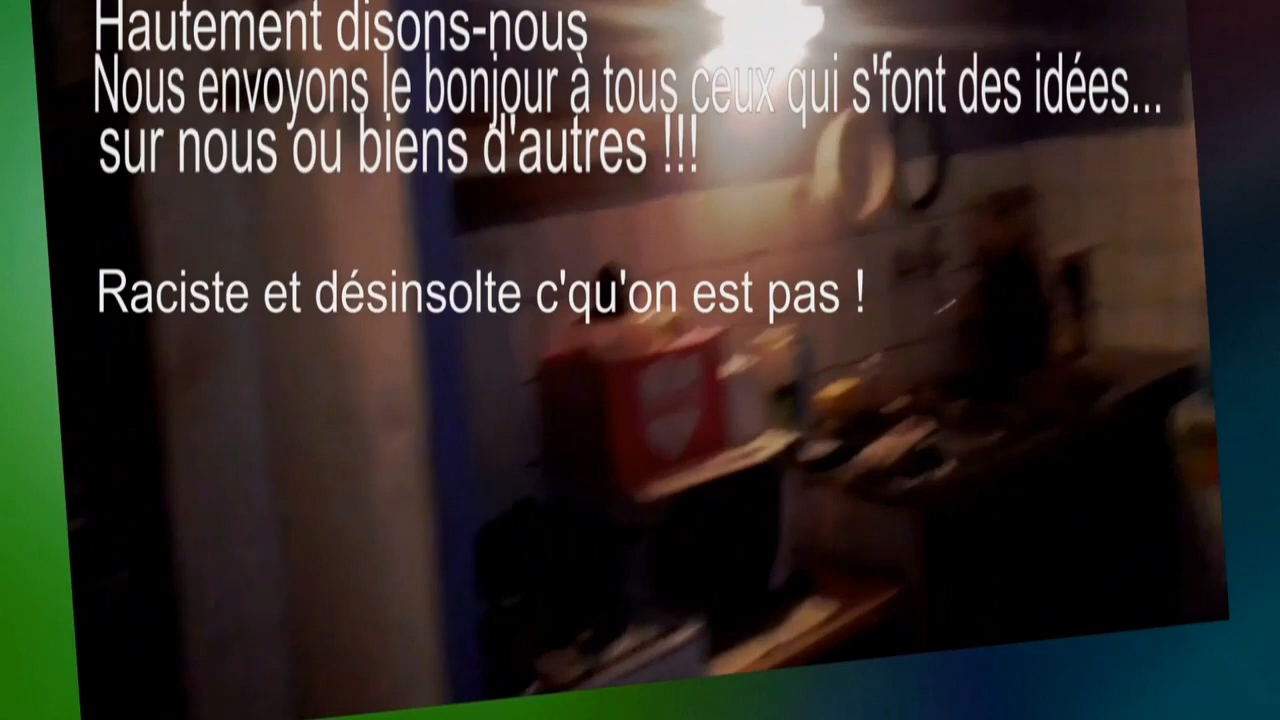 Hautement disons-nous
Nous envoyons le bonjour à tous ceux qui s'font des idées...
sur nous ou biens d'autres !!!
Raciste et désinsolte c'qu'on est pas !